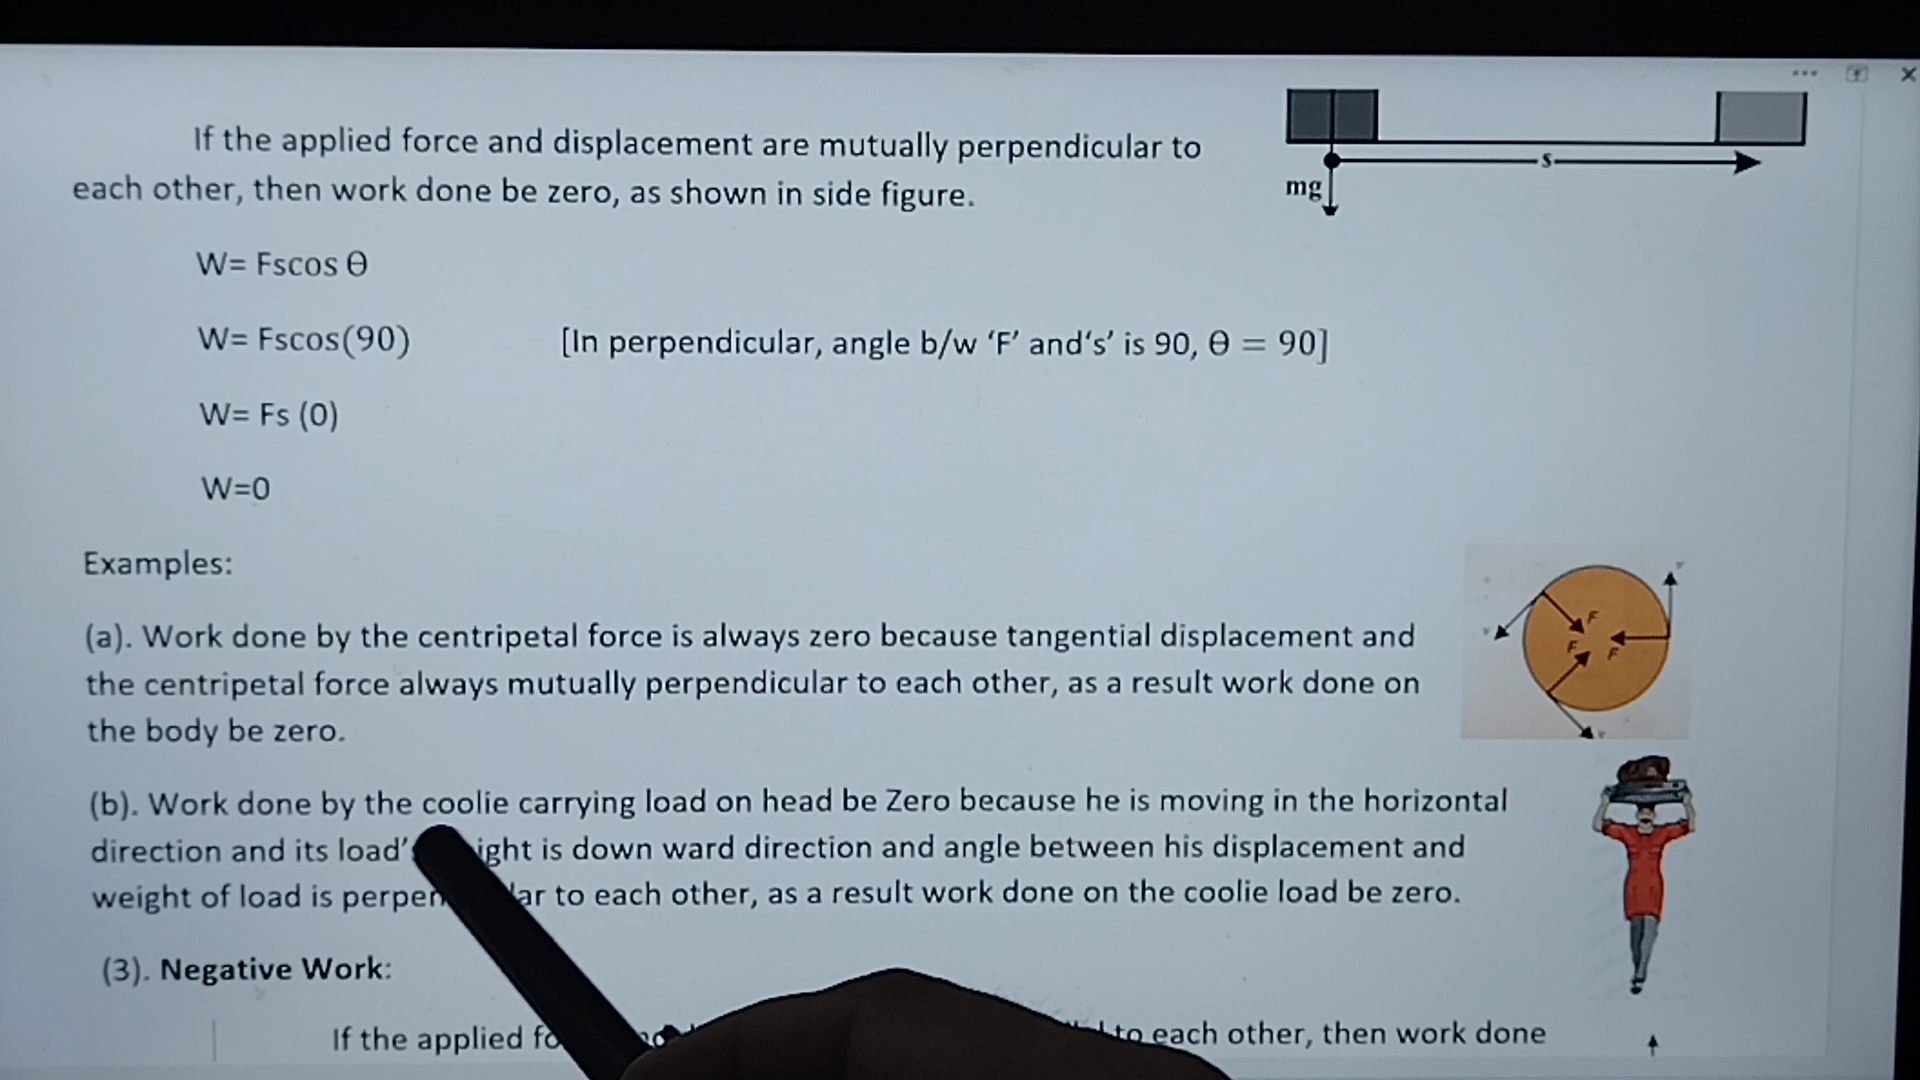 If the applied force and displacement are mutually perpendicular to
each other, then work done be zero, as shown in side figure.
s
mg
W= Fscos θ
W= Fscos(90) [In perpendicular, angle b/w ‘F’ and‘s’ is 90, θ = 90]
W= Fs (0)
W=0
Examples:
(a). Work done by the centripetal force is always zero because tangential displacement and
the centripetal force always mutually perpendicular to each other, as a result work done on
the body be zero.
F
F
F
(b). Work done by the coolie carrying load on head be Zero because he is moving in the horizontal
direction and its load’ is down ward direction and angle between his displacement and
weight of load is to each other, as a result work done on the coolie load be zero.
(3). Negative Work:
If the applied to each other, then work done